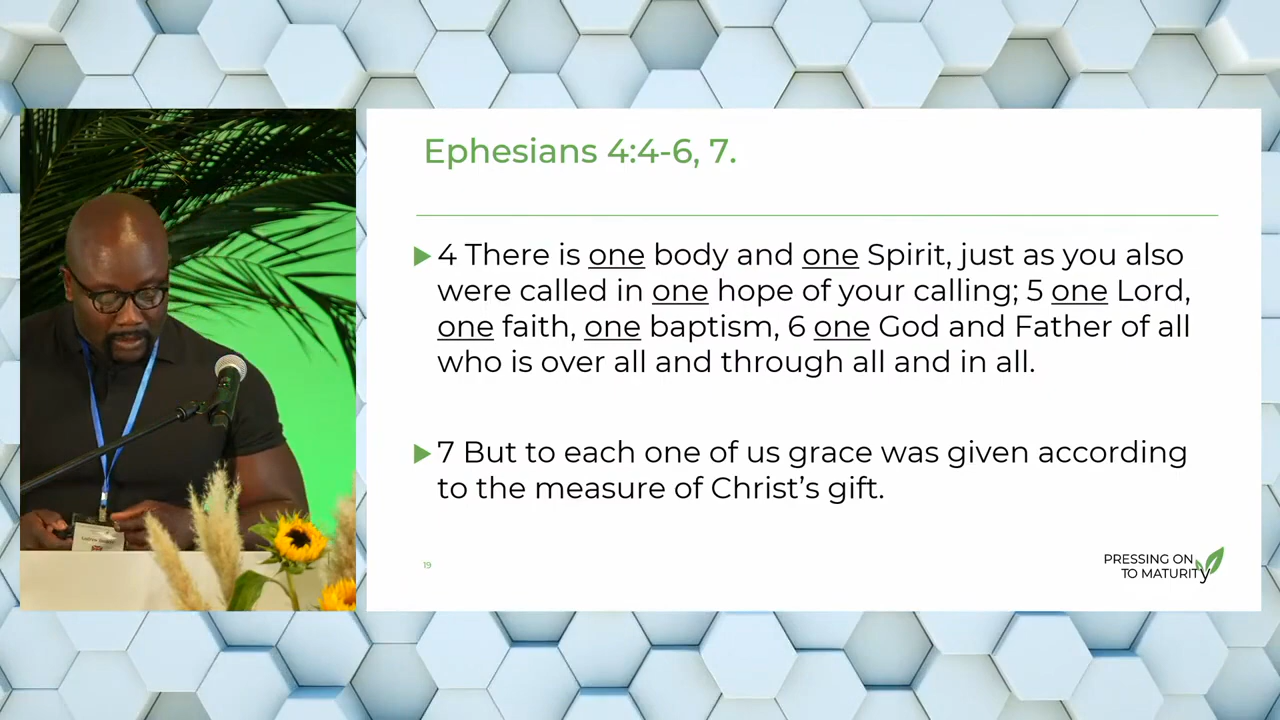 Ephesians 4:4-6, 7.
4 There is one body and one Spirit, just as you also
were called in one hope of your calling; 5 one Lord,
one faith, one baptism, 6 one God and Father of all
who is over all and through all and in all.
7 But to each one of us grace was given according
to the measure of Christ’s gift.
19
PRESSING ON
TO MATURITy